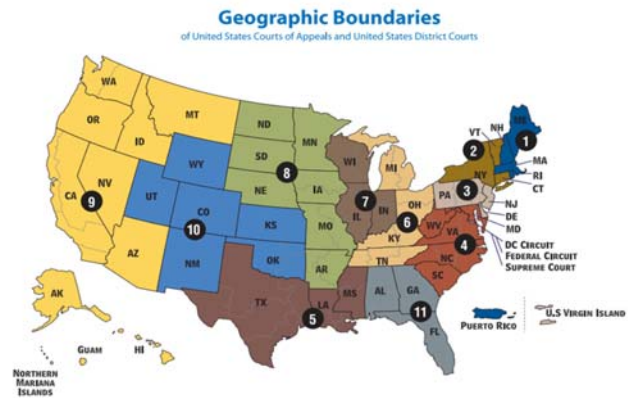 Geographic Boundaries
of United States Courts of Appeals and United States District Courts
WA
MT
ND
MN
OR
ID
WY
SD
WI
MI
VT
NH
ME
1
2
NY
MA
RI
CT
NV
CA
9
UT
CO
10
NE
8
IA
7
IL
IN
OH
6
PA
3
NJ
DE
MD
DC CIRCUIT
FEDERAL CIRCUIT
SUPREME COURT
KS
MO
KY
WV
VA
4
AZ
NM
OK
AR
TN
NC
SC
TX
LA
5
MS
AL
GA
11
FL
AK
GUAM
HI
NORTHERN
MARIANA
ISLANDS
PUERTO RICO
U.S VIRGIN ISLAND